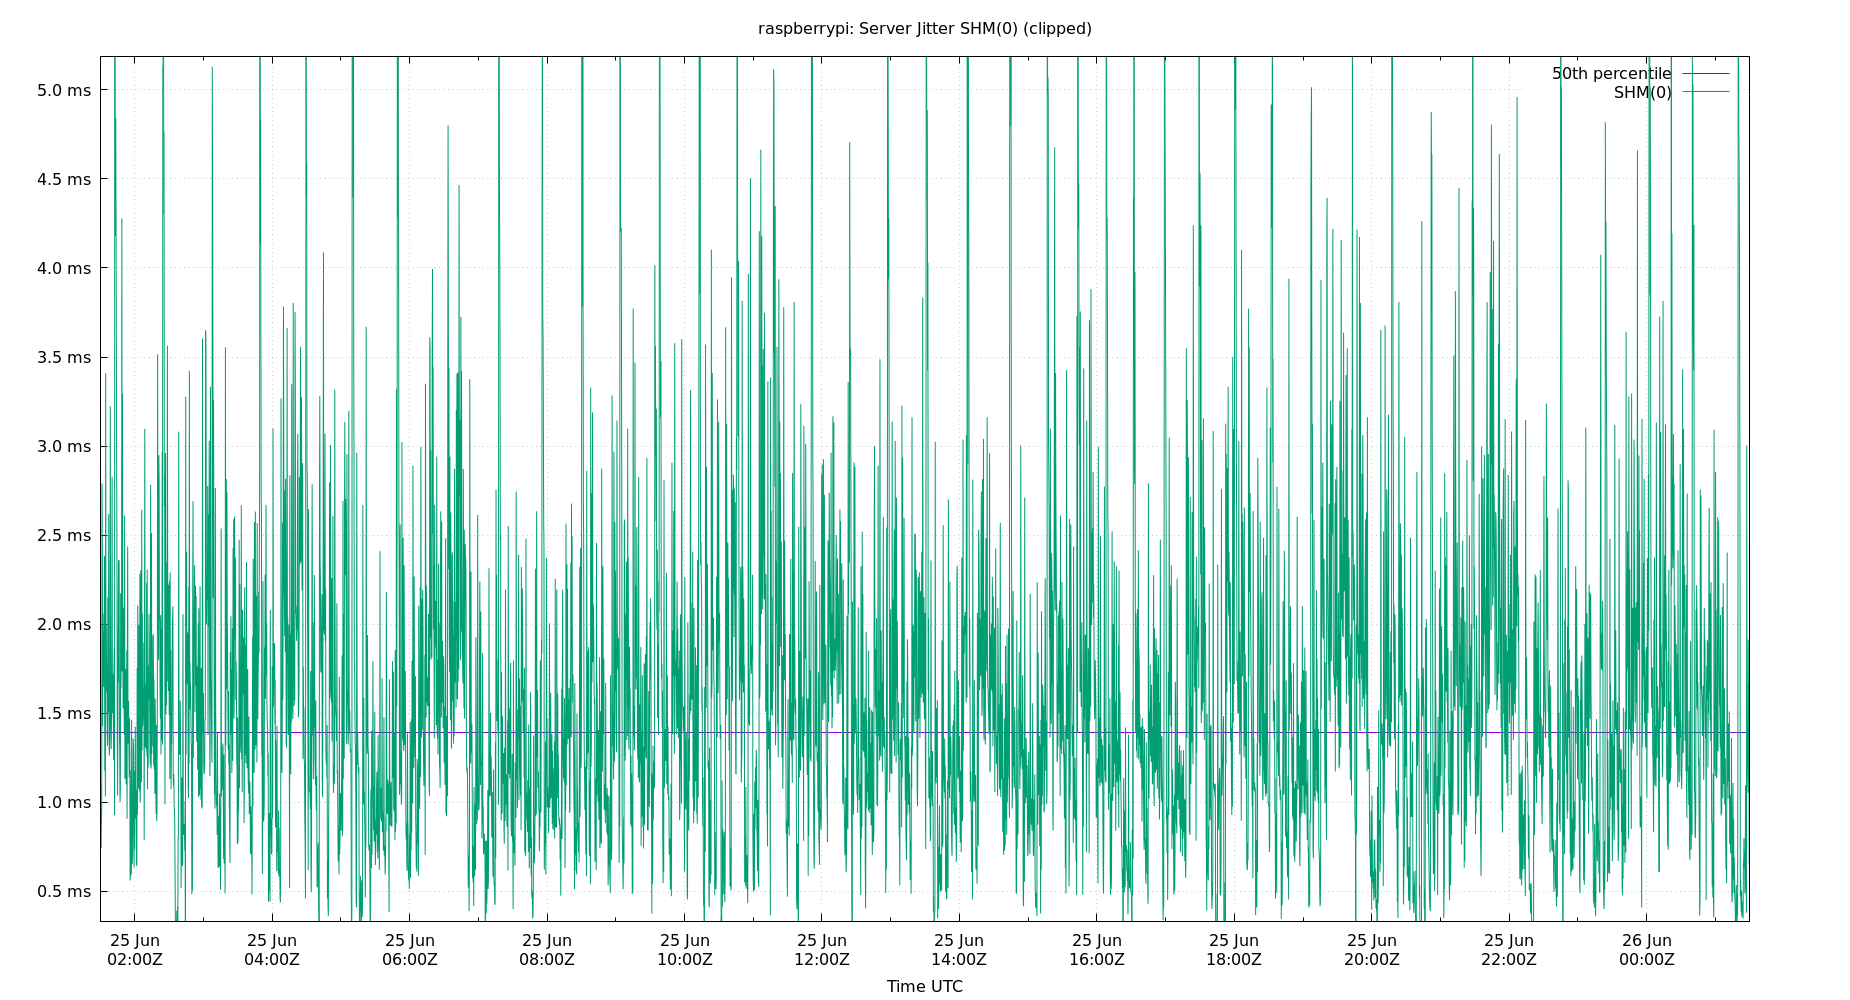 raspberrypi: Server Jitter SHM(0) (clipped)
50th percentile
SHM(0)
5.0 ms
4.5 ms
4.0 ms
3.5 ms
3.0 ms
2.5 ms
2.0 ms
1.5 ms
1.0 ms
0.5 ms
25 Jun 25 Jun 25 Jun 25 Jun 25 Jun 25 Jun 25 Jun 25 Jun 25 Jun 25 Jun 25 Jun 26 Jun
02:00Z 04:00Z 06:00Z 08:00Z 10:00Z 12:00Z 14:00Z 16:00Z 18:00Z 20:00Z 22:00Z 00:00Z
Time UTC